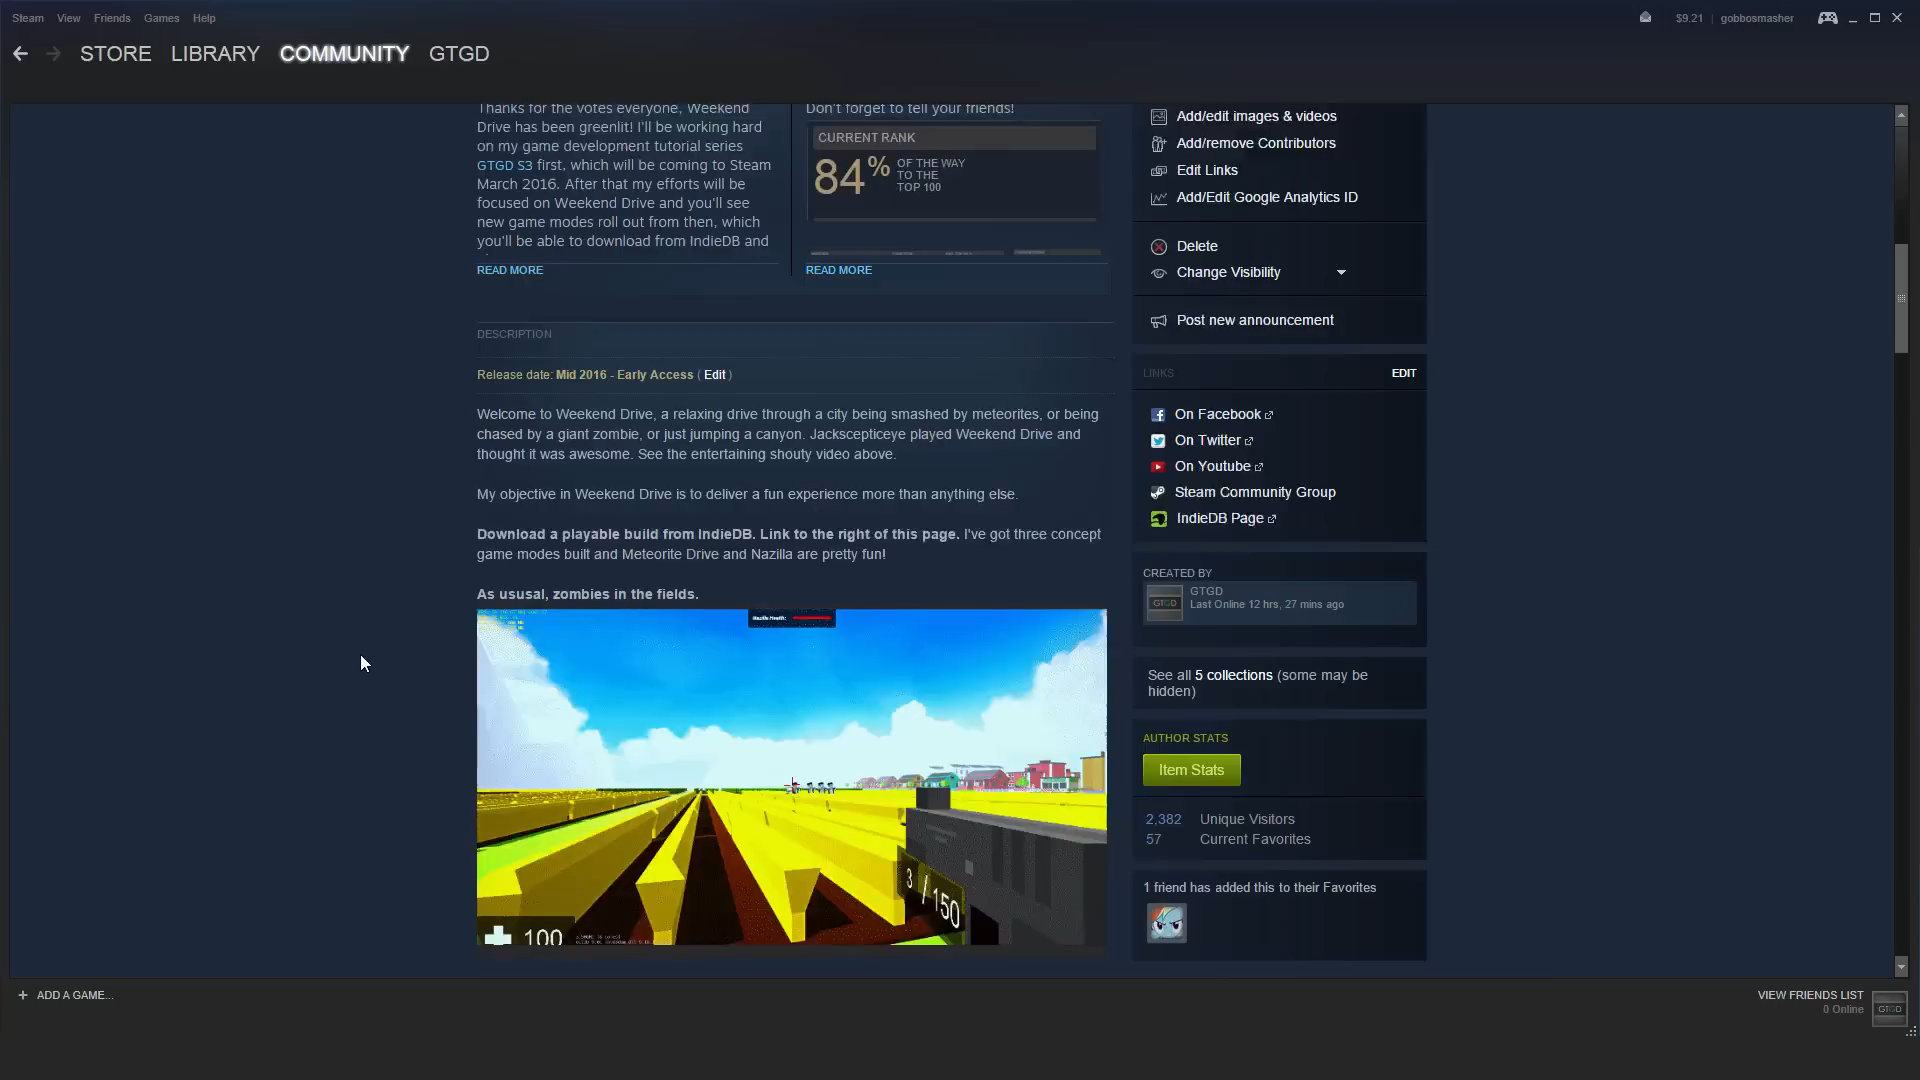 Steam View Friends Games Help
$9.21 | gobbosmasher
STORE LIBRARY COMMUNITY GTGD
Thanks for the votes everyone, Weekend
Drive has been greenlit! I'll be working hard
on my game development tutorial series
GTGD S3 first, which will be coming to Steam
March 2016. After that my efforts will be
focused on Weekend Drive and you'll see
new game modes roll out from then, which
you'll be able to download from IndieDB and
READ MORE
Don't forget to tell your friends!
CURRENT RANK
84% OF THE WAY
TO THE
TOP 100
READ MORE
DESCRIPTION
Release date: Mid 2016 - Early Access ( Edit )
Welcome to Weekend Drive, a relaxing drive through a city being smashed by meteorites, or being
chased by a giant zombie, or just jumping a canyon. Jackscepticeye played Weekend Drive and
thought it was awesome. See the entertaining shouty video above.
My objective in Weekend Drive is to deliver a fun experience more than anything else.
Download a playable build from IndieDB. Link to the right of this page. I've got three concept
game modes built and Meteorite Drive and Nazilla are pretty fun!
As ususal, zombies in the fields.
Nazilla Health:
3 / 150
100
Add/edit images & videos
Add/remove Contributors
Edit Links
Add/Edit Google Analytics ID
Delete
Change Visibility
Post new announcement
LINKS EDIT
On Facebook
On Twitter
On Youtube
Steam Community Group
IndieDB Page
CREATED BY
GTGD
GTGD
Last Online 12 hrs, 27 mins ago
See all 5 collections (some may be
hidden)
AUTHOR STATS
Item Stats
2,382 Unique Visitors
57 Current Favorites
1 friend has added this to their Favorites
+ ADD A GAME...
VIEW FRIENDS LIST
0 Online
GTGD